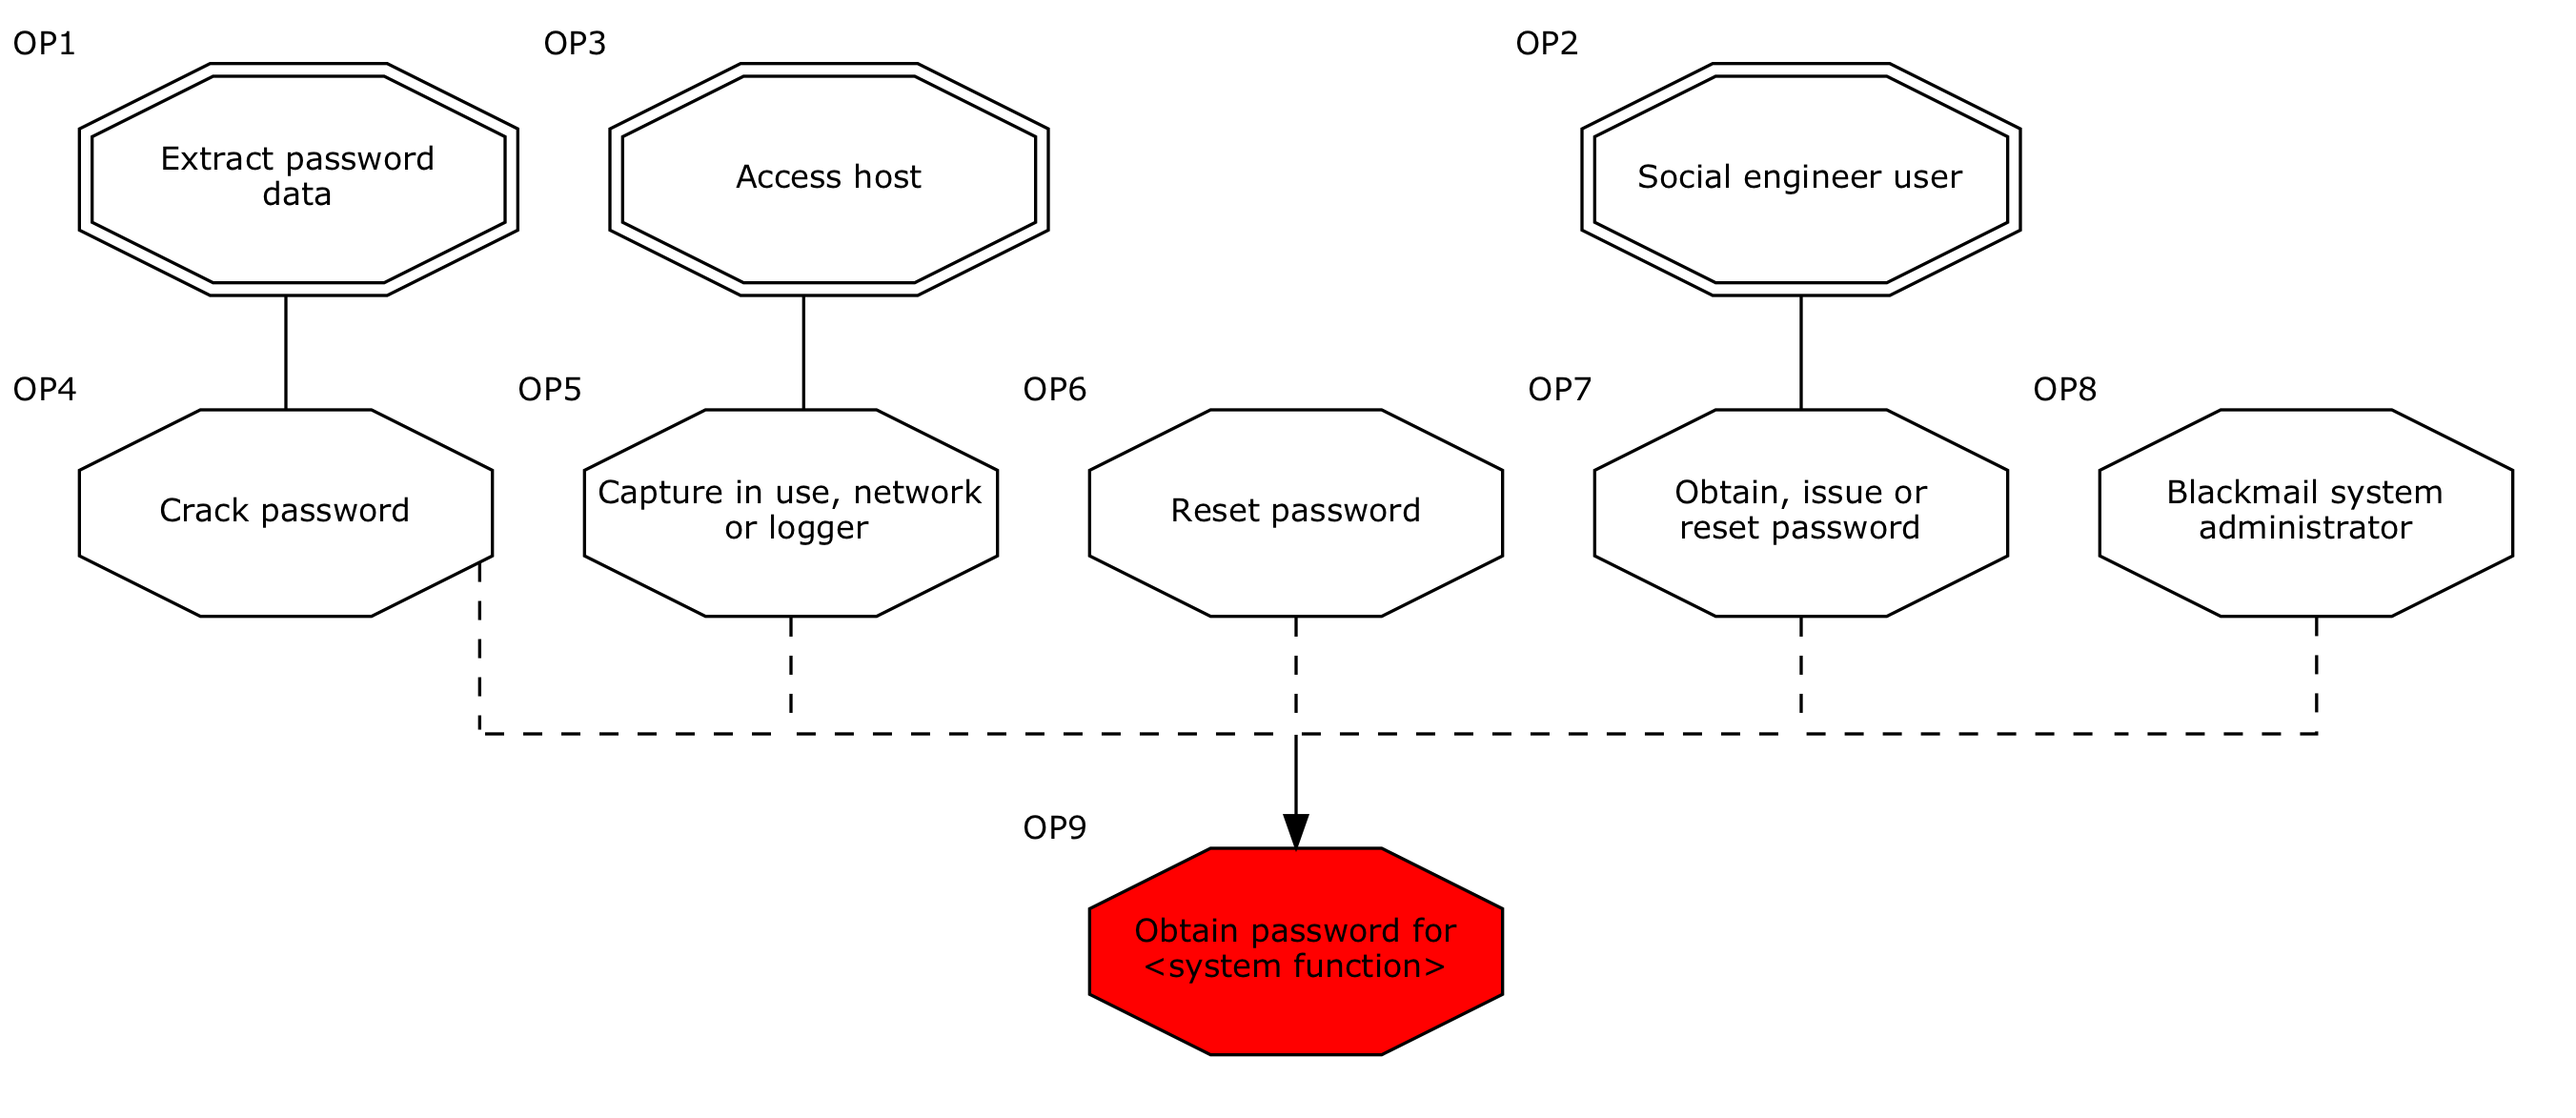 OP1
OP3
OP2
Extract password
data
Access host
Social engineer user
OP4
OP5
OP6
OP7
OP8
Crack password
Capture in use, network
or logger
Reset password
Obtain, issue or
reset password
Blackmail system
administrator
OP9
Obtain password for
<system function>